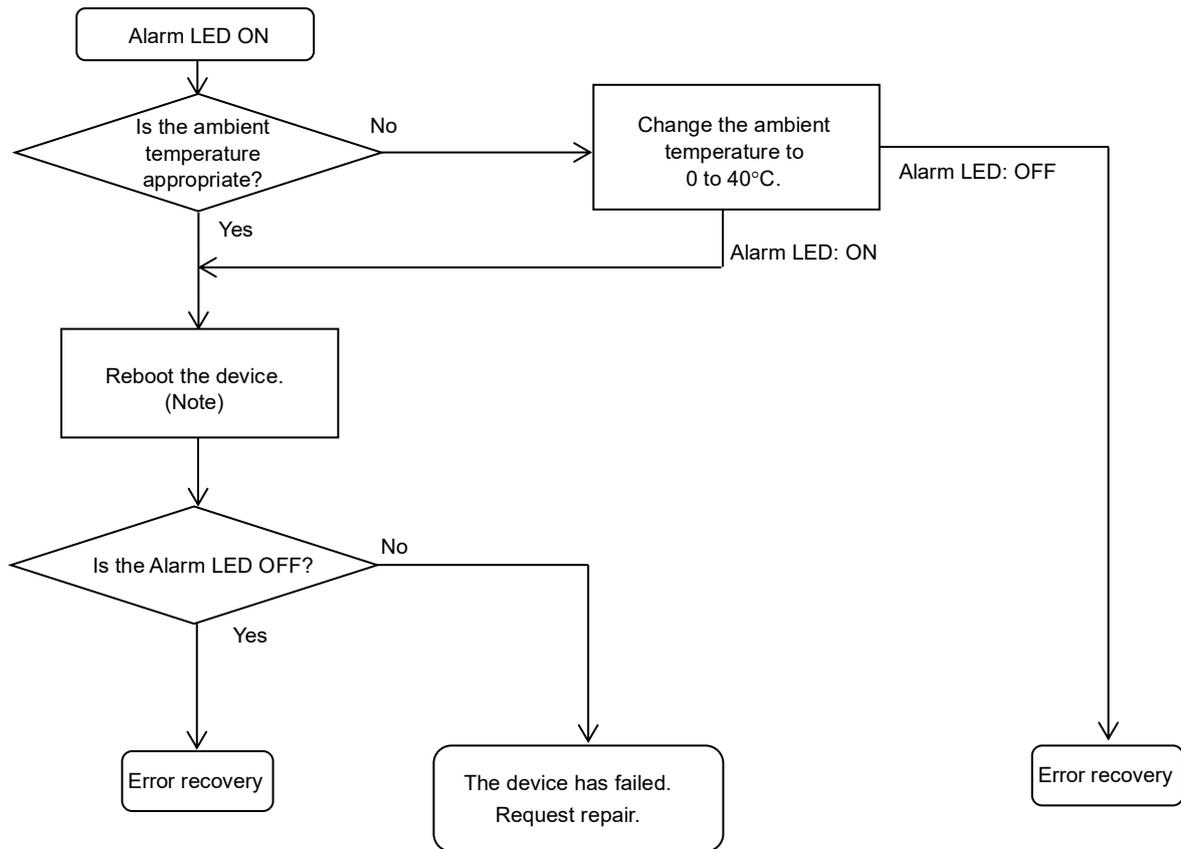 Alarm LED ON
Is the ambient
temperature
appropriate?
No
Change the ambient
temperature to
0 to 40°C.
Alarm LED: OFF
Yes
Alarm LED: ON
Reboot the device.
(Note)
Is the Alarm LED OFF?
No
Yes
Error recovery
The device has failed.
Request repair.
Error recovery